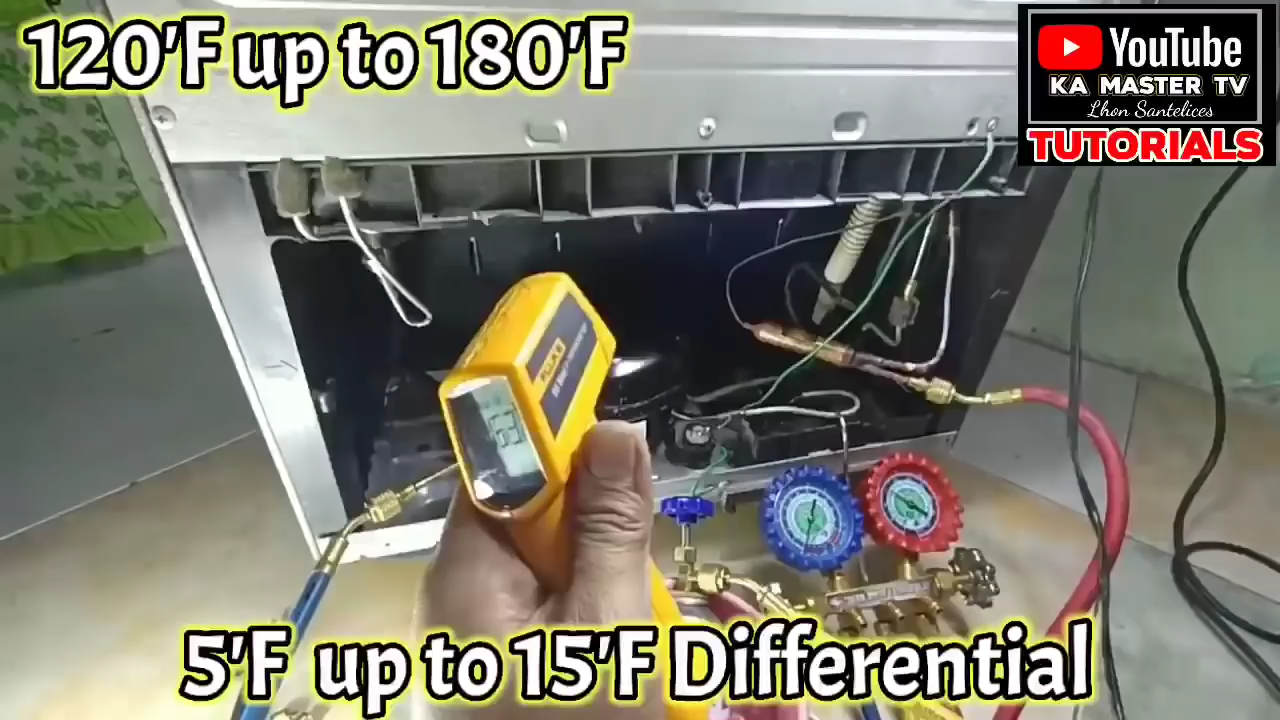 120'F up to 180'F
YouTube
KA MASTER TV
Lhon Santelices
TUTORIALS
5'F up to 15'F Differential